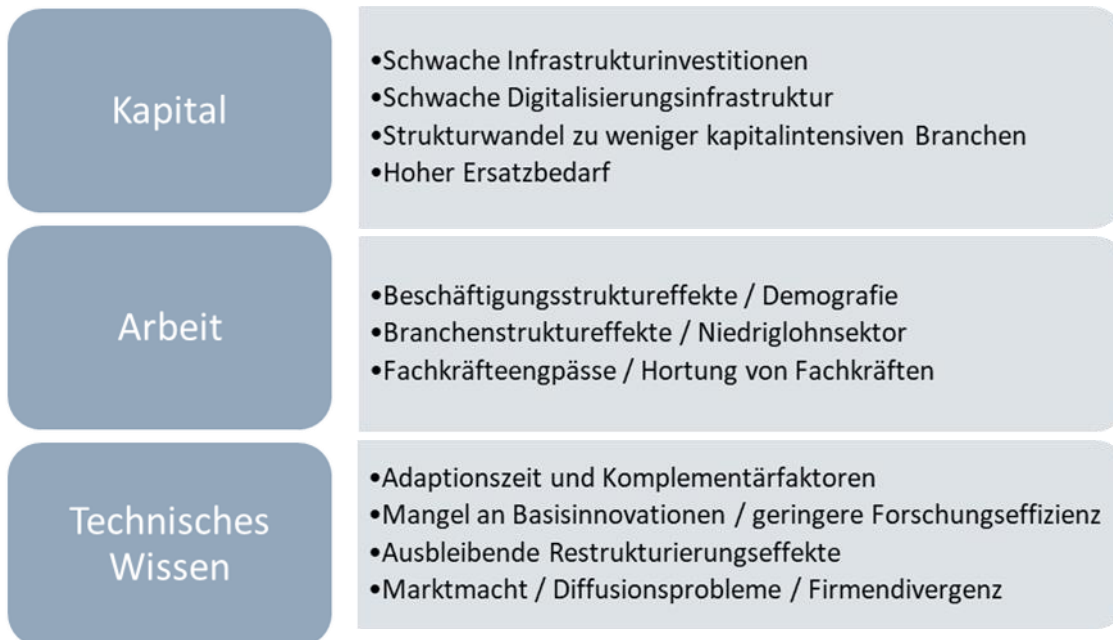 Kapital
•Schwache Infrastrukturinvestitionen
•Schwache Digitalisierungsinfrastruktur
•Strukturwandel zu weniger kapitalintensiven Branchen
•Hoher Ersatzbedarf
Arbeit
•Beschäftigungsstruktureffekte / Demografie
•Branchenstruktureffekte / Niedriglohnsektor
•Fachkräfteengpässe / Hortung von Fachkräften
Technisches
Wissen
•Adaptionszeit und Komplementärfaktoren
•Mangel an Basisinnovationen / geringere Forschungseffizienz
•Ausbleibende Restrukturierungseffekte
•Marktmacht / Diffusionsprobleme / Firmendivergenz